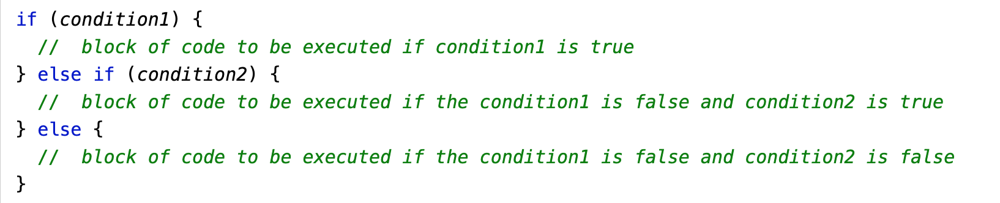 if (condition1) {
  //  block of code to be executed if condition1 is true
} else if (condition2) {
  //  block of code to be executed if the condition1 is false and condition2 is true
} else {
  //  block of code to be executed if the condition1 is false and condition2 is false
}